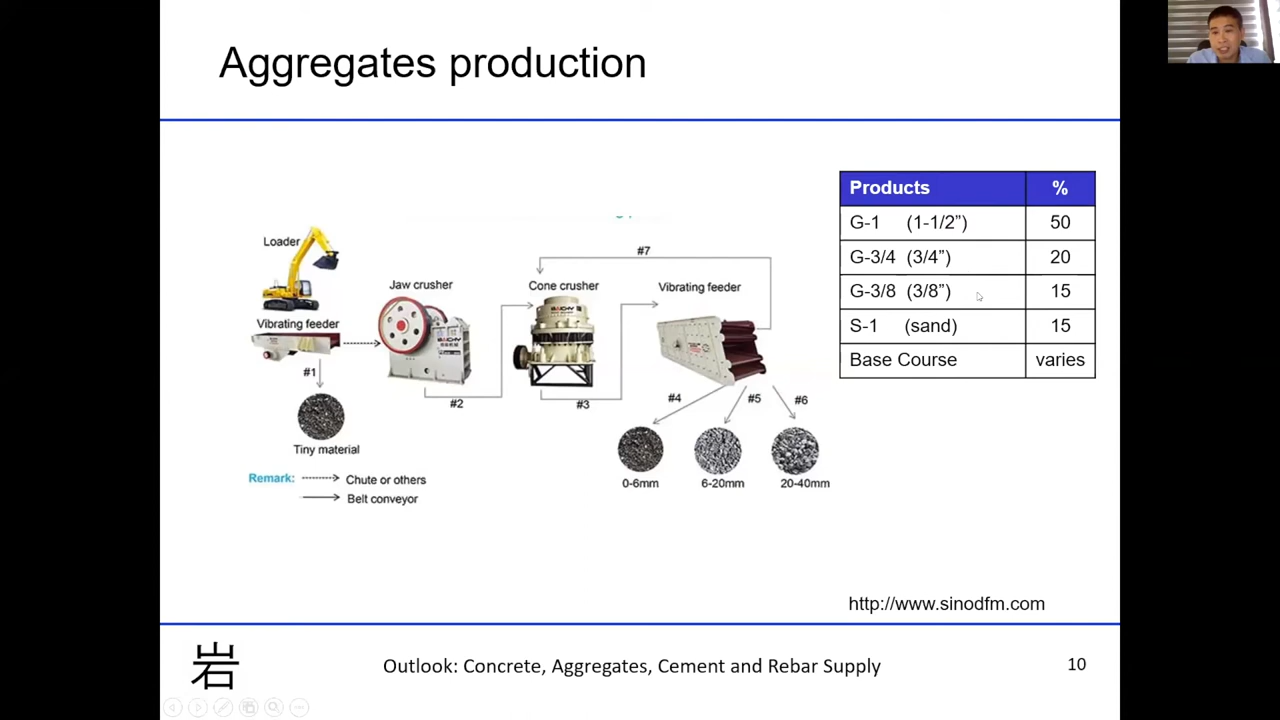 Aggregates production
Loader
Vibrating feeder
#1
Tiny material
Jaw crusher
#2
Cone crusher
#3
#7
Vibrating feeder
#4
#5
#6
0-6mm
6-20mm
20-40mm
Remark:
Chute or others
Belt conveyor
Products %
G-1 (1-1/2”) 50
G-3/4 (3/4”) 20
G-3/8 (3/8”) 15
S-1 (sand) 15
Base Course varies
http://www.sinodfm.com
岩
Outlook: Concrete, Aggregates, Cement and Rebar Supply
10